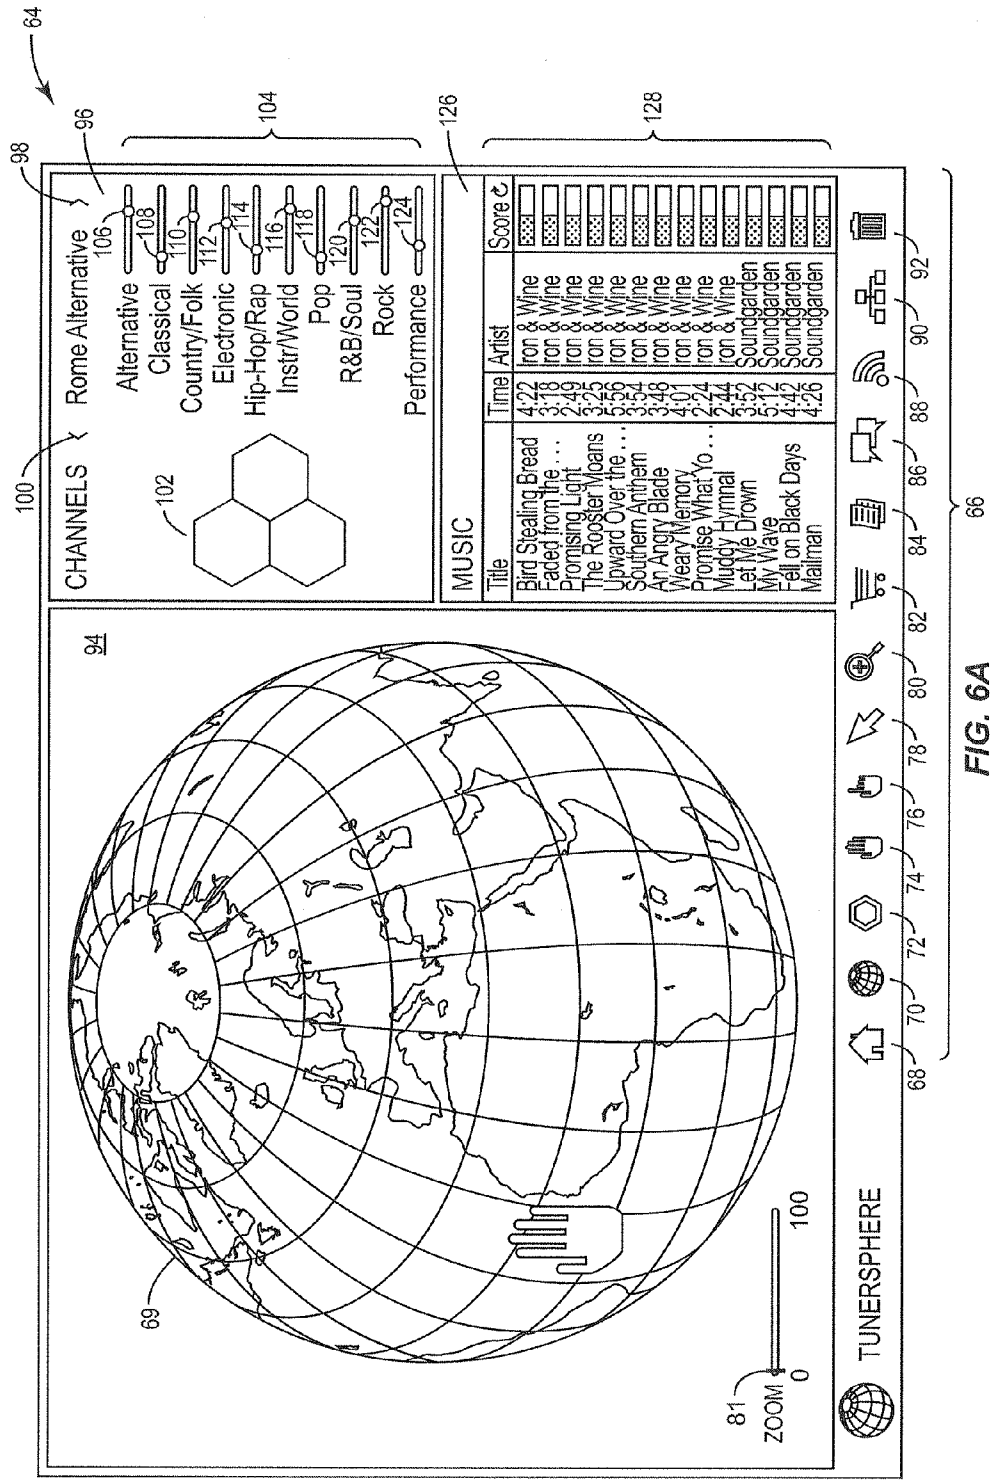 64
100
98
96
94
CHANNELS < Rome Alternative >
69
102
104
Alternative 106
Classical 108
Country/Folk 110
Electronic 112
Hip-Hop/Rap 114
Instr/World 116
Pop 118
R&B/Soul 120
Rock 122
Performance 124
126
MUSIC
Title Time Artist Score
Bird Stealing Bread 4:22 Iron & Wine
Faded from the ... 3:18 Iron & Wine
Promising Light 2:49 Iron & Wine
The Rooster Moans 3:25 Iron & Wine
Upward Over the ... 5:56 Iron & Wine
Southern Anthem 3:54 Iron & Wine
An Angry Blade 3:48 Iron & Wine
Weary Memory 4:01 Iron & Wine
Promise What Yo ... 2:24 Iron & Wine
Muddy Hymnal 2:44 Iron & Wine
Let Me Drown 3:52 Soundgarden
My Wave 5:12 Soundgarden
Fell on Black Days 4:42 Soundgarden
Mailman 4:26 Soundgarden
128
81
ZOOM
0 100
TUNERSPHERE
68 70 72 74 76 78 80 82 84 86 88 90 92
66
FIG. 6A